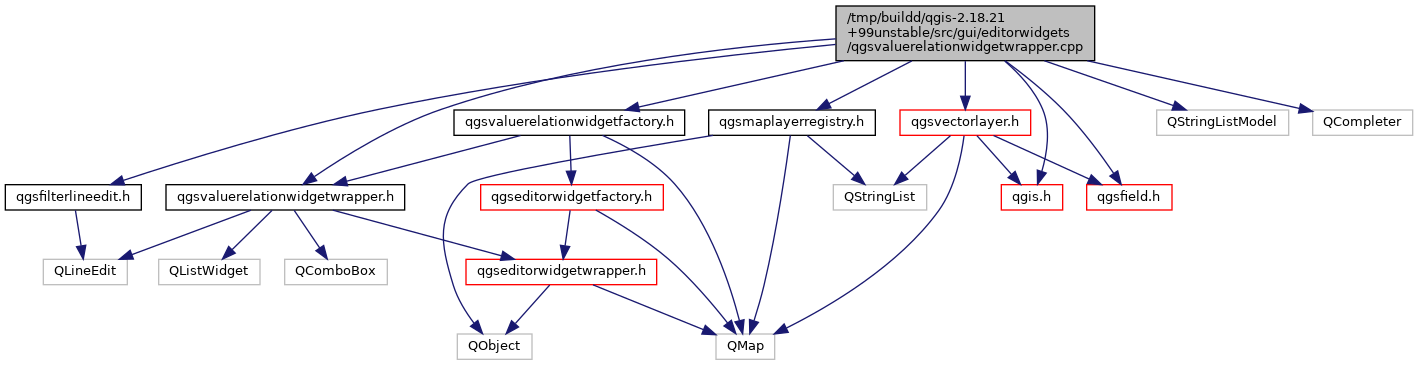 /tmp/buildd/qgis-2.18.21
+99unstable/src/gui/editorwidgets
/qgsvaluerelationwidgetwrapper.cpp
qgsvaluerelationwidgetfactory.h
qgsmaplayerregistry.h
qgsvectorlayer.h
QStringListModel
QCompleter
qgsfilterlineedit.h
qgsvaluerelationwidgetwrapper.h
qgseditorwidgetfactory.h
QStringList
qgis.h
qgsfield.h
QLineEdit
QListWidget
QComboBox
qgseditorwidgetwrapper.h
QObject
QMap